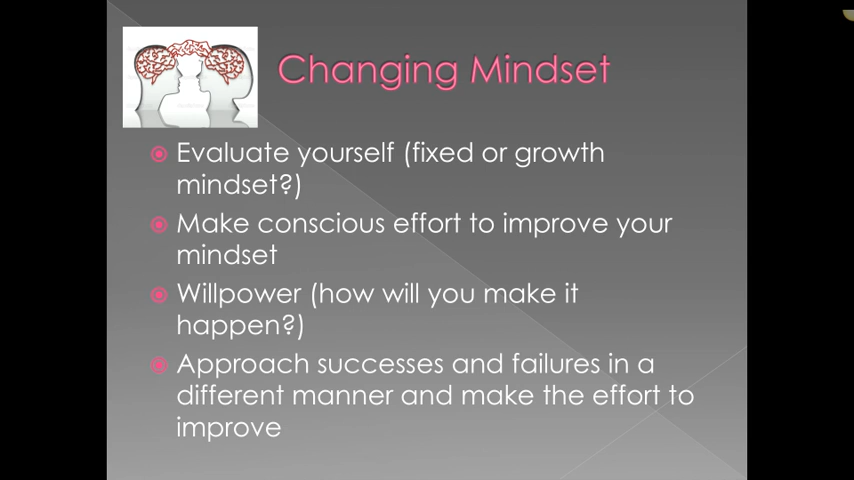 Changing Mindset
Evaluate yourself (fixed or growth
mindset?)
Make conscious effort to improve your
mindset
Willpower (how will you make it
happen?)
Approach successes and failures in a
different manner and make the effort to
improve